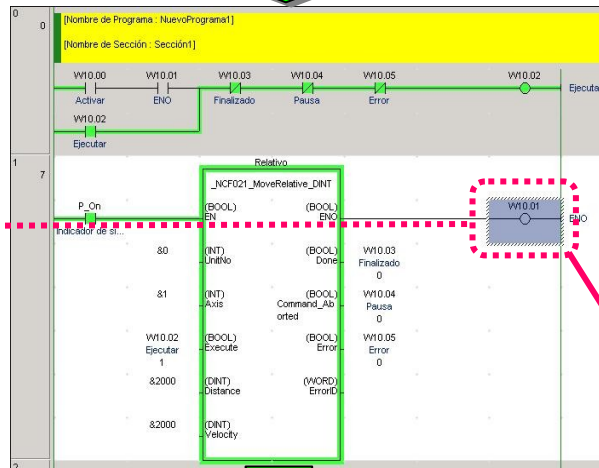 0
0
[Nombre de Programa : NuevoPrograma1]
[Nombre de Sección : Sección1]
W10.00 W10.01 W10.03 W10.04 W10.05 W10.02
Activar ENO Finalizado Pausa Error Ejecuta
W10.02
Ejecutar
1
7
Relativo
_NCF021_MoveRelative_DINT
P_On (BOOL) EN (BOOL) ENO W10.01 ENO
Indicador de si...
&0 (INT) UnitNo (BOOL) Done W10.03
Finalizado
0
&1 (INT) Axis (BOOL) Command_Ab
orted W10.04
Pausa
0
W10.02 (BOOL) Execute (BOOL) Error W10.05
Ejecutar Error
1 0
&2000 (DINT) Distance (WORD) ErrorID
&2000 (DINT) Velocity
2